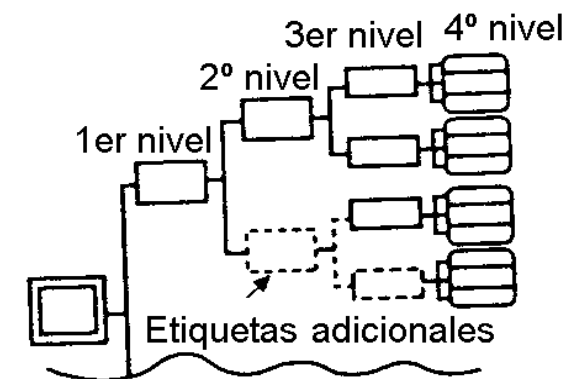 3er nivel 4º nivel
2º nivel
1er nivel
Etiquetas adicionales